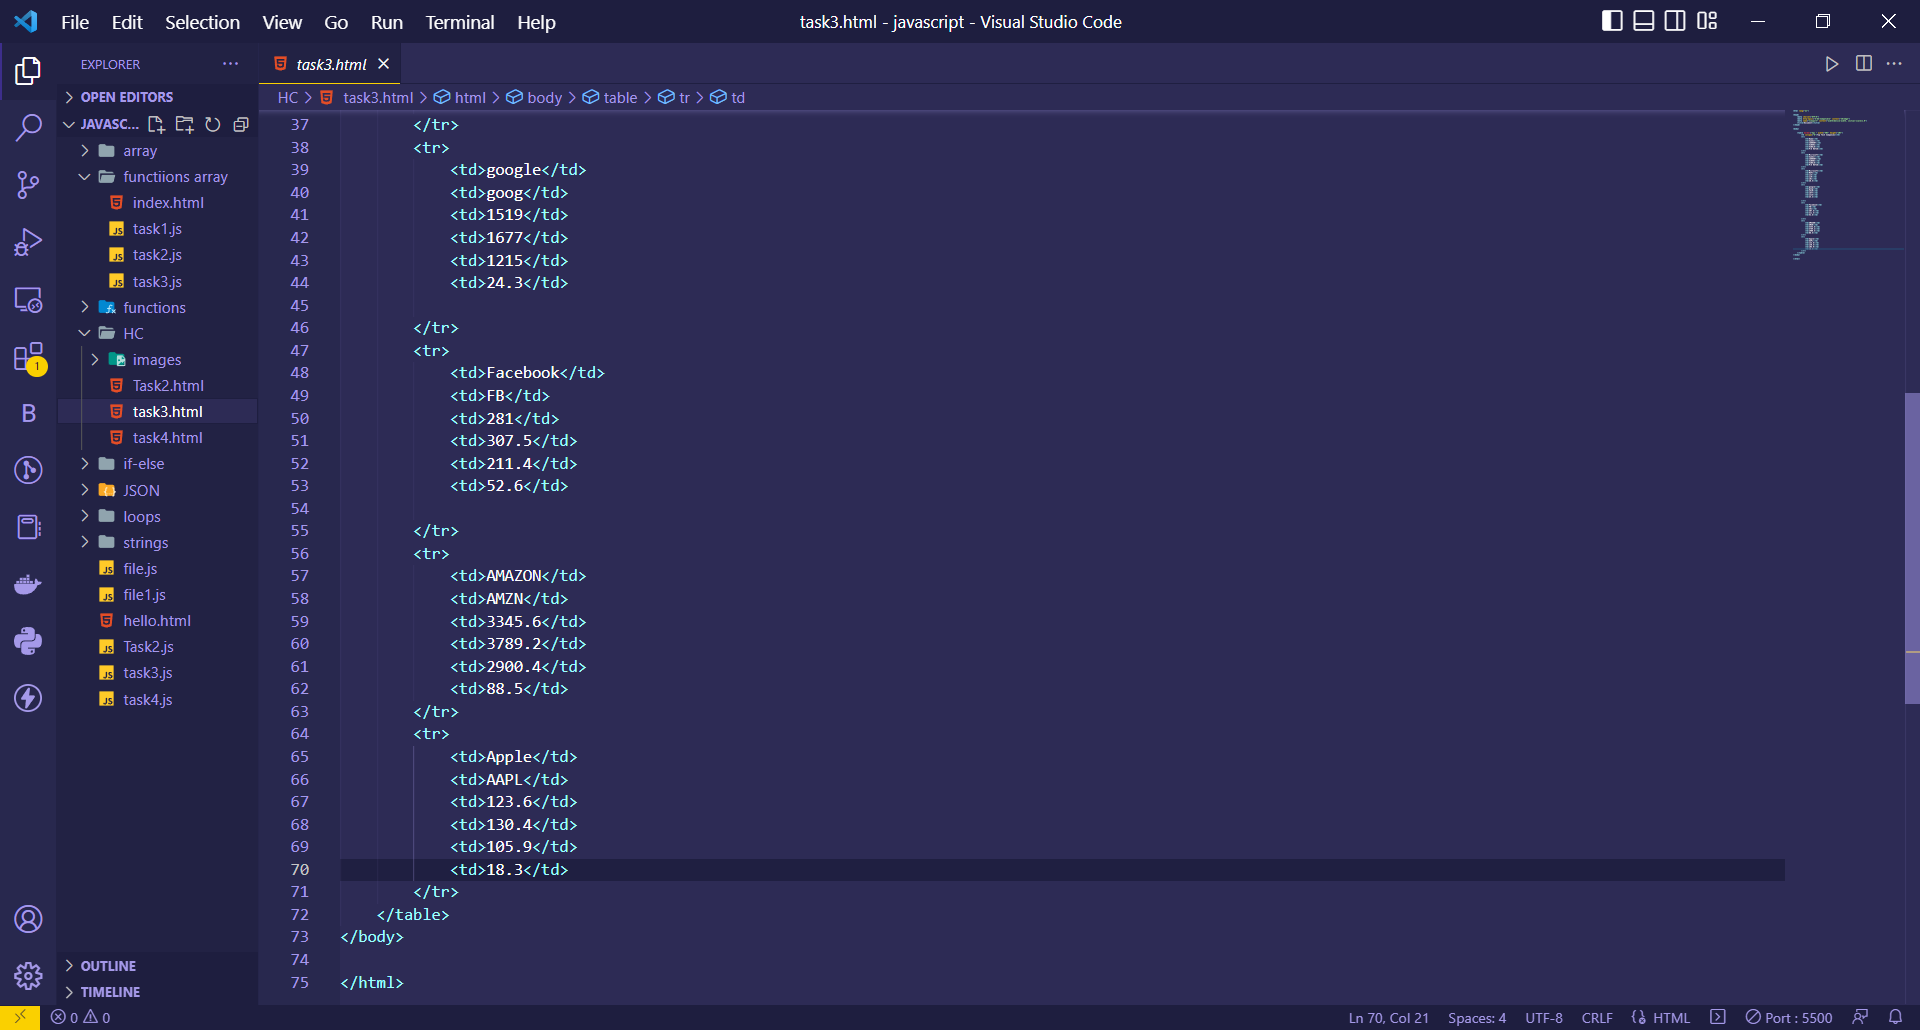 File Edit Selection View Go Run Terminal Help
task3.html - javascript - Visual Studio Code
EXPLORER
OPEN EDITORS
JAVASC...
array
functiions array
index.html
task1.js
task2.js
task3.js
functions
HC
images
Task2.html
task3.html
task4.html
if-else
JSON
loops
strings
file.js
file1.js
hello.html
Task2.js
task3.js
task4.js
OUTLINE
TIMELINE
1
B
task3.html
HC > task3.html > html > body > table > tr > td
37 </tr>
38 <tr>
39 <td>google</td>
40 <td>goog</td>
41 <td>1519</td>
42 <td>1677</td>
43 <td>1215</td>
44 <td>24.3</td>
45
46 </tr>
47 <tr>
48 <td>Facebook</td>
49 <td>FB</td>
50 <td>281</td>
51 <td>307.5</td>
52 <td>211.4</td>
53 <td>52.6</td>
54
55 </tr>
56 <tr>
57 <td>AMAZON</td>
58 <td>AMZN</td>
59 <td>3345.6</td>
60 <td>3789.2</td>
61 <td>2900.4</td>
62 <td>88.5</td>
63 </tr>
64 <tr>
65 <td>Apple</td>
66 <td>AAPL</td>
67 <td>123.6</td>
68 <td>130.4</td>
69 <td>105.9</td>
70 <td>18.3</td>
71 </tr>
72 </table>
73 </body>
74
75 </html>
0 0
Ln 70, Col 21 Spaces: 4 UTF-8 CRLF HTML Port : 5500